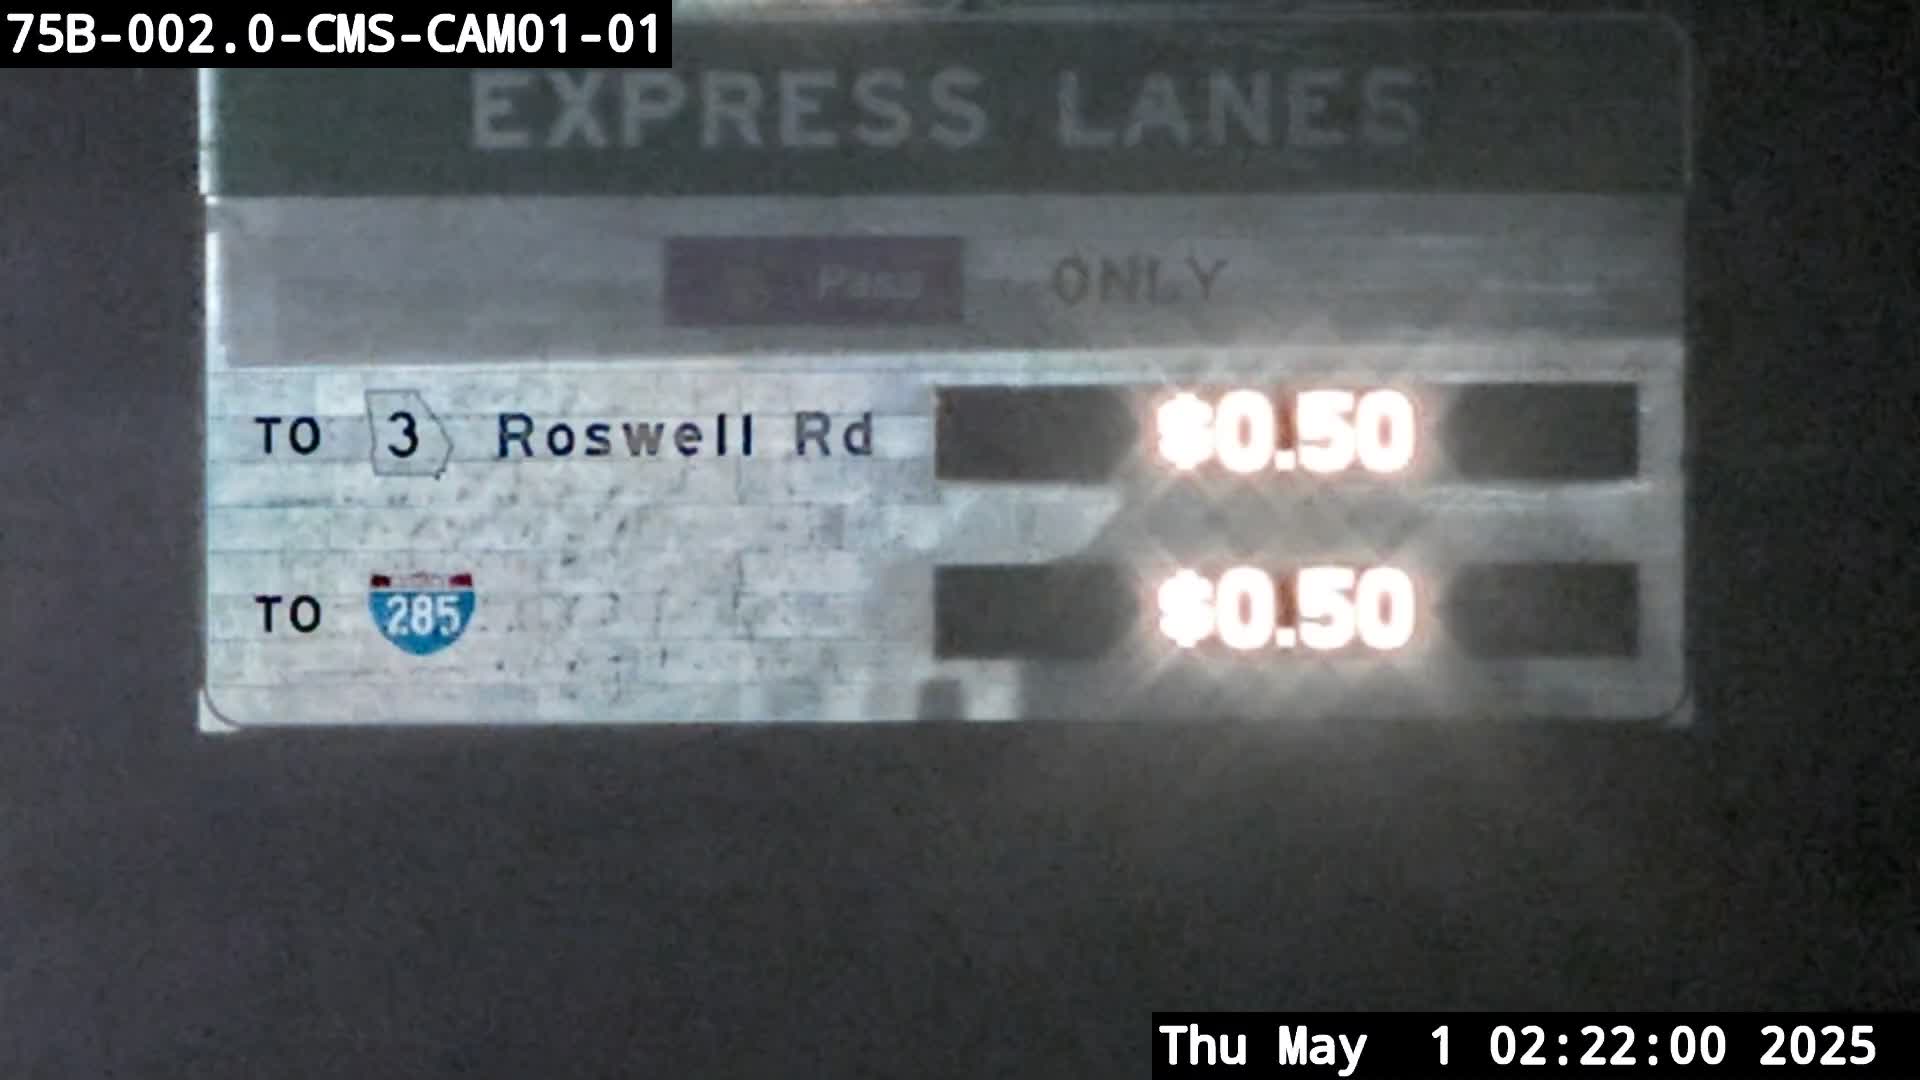 75B-002.0-CMS-CAM01-01
EXPRESS LANES
Pass ONLY
TO 3 Roswell Rd $0.50
TO 285 $0.50
Thu May 1 02:22:00 2025